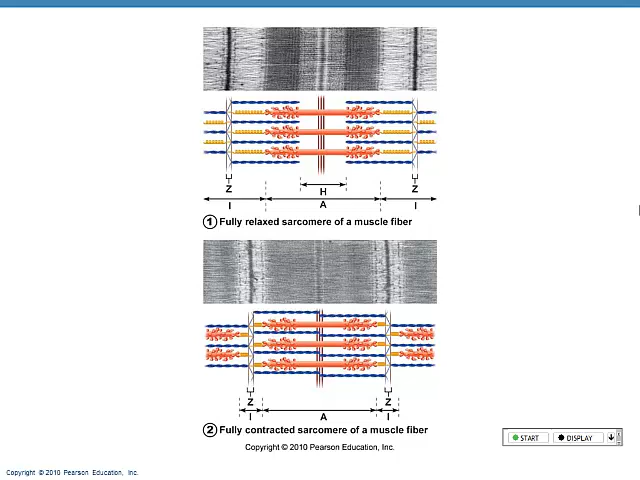 Z
Z
H
I
A
I
1 Fully relaxed sarcomere of a muscle fiber
Z
Z
I
A
I
2 Fully contracted sarcomere of a muscle fiber
Copyright © 2010 Pearson Education, Inc.
START
DISPLAY
Copyright © 2010 Pearson Education, Inc.